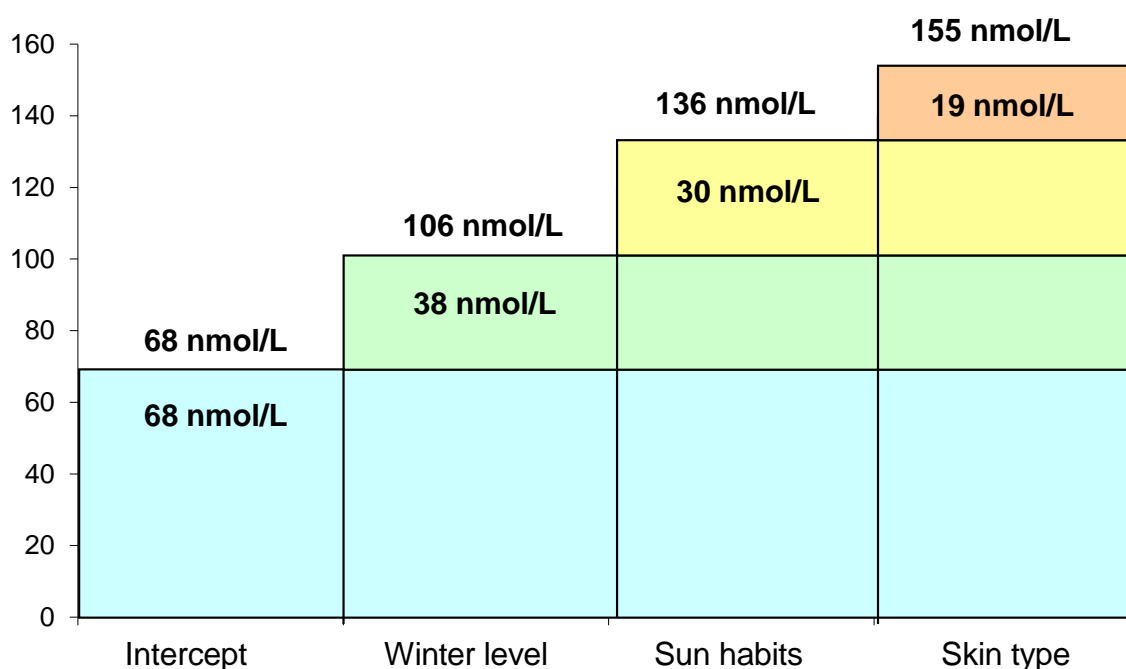 155 nmol/L
160
136 nmol/L
19 nmol/L
140
120
30 nmol/L
106 nmol/L
100
38 nmol/L
80
68 nmol/L
60
68 nmol/L
40
20
0
Intercept
Winter level
Sun habits
Skin type